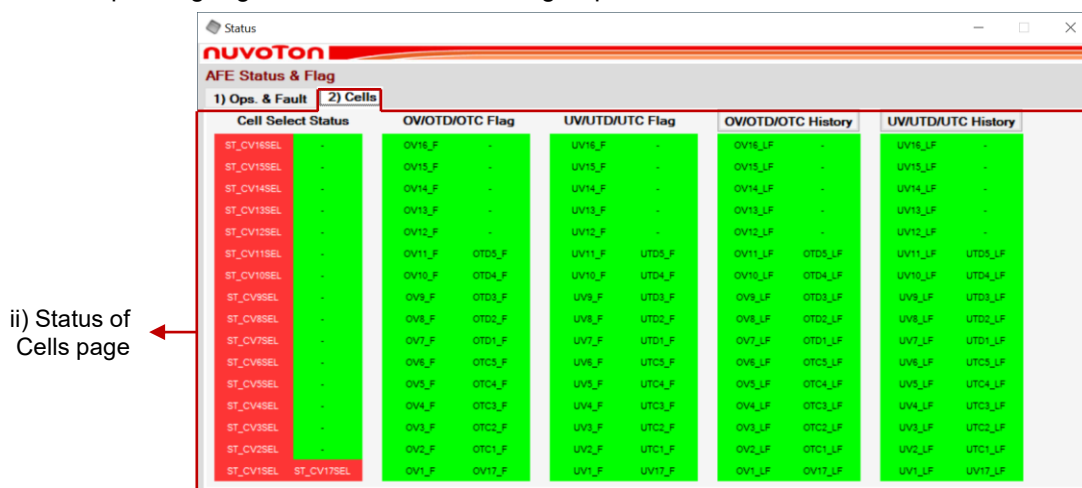 Status
nuvoTon
AFE Status & Flag
1) Ops. & Fault 2) Cells
Cell Select Status OV/OTD/OTC Flag UV/UTD/UTC Flag OV/OTD/OTC History UV/UTD/UTC History
ST_CV16SEL - OV16_F - UV16_F - OV16_LF - UV16_LF -
ST_CV15SEL - OV15_F - UV15_F - OV15_LF - UV15_LF -
ST_CV14SEL - OV14_F - UV14_F - OV14_LF - UV14_LF -
ST_CV13SEL - OV13_F - UV13_F - OV13_LF - UV13_LF -
ST_CV12SEL - OV12_F - UV12_F - OV12_LF - UV12_LF -
ST_CV11SEL - OV11_F OTD5_F UV11_F UTD5_F OV11_LF OTD5_LF UV11_LF UTD5_LF
ST_CV10SEL - OV10_F OTD4_F UV10_F UTD4_F OV10_LF OTD4_LF UV10_LF UTD4_LF
ST_CV9SEL - OV9_F OTD3_F UV9_F UTD3_F OV9_LF OTD3_LF UV9_LF UTD3_LF
ST_CV8SEL - OV8_F OTD2_F UV8_F UTD2_F OV8_LF OTD2_LF UV8_LF UTD2_LF
ST_CV7SEL - OV7_F OTD1_F UV7_F UTD1_F OV7_LF OTD1_LF UV7_LF UTD1_LF
ST_CV6SEL - OV6_F OTC5_F UV6_F UTC5_F OV6_LF OTC5_LF UV6_LF UTC5_LF
ST_CV5SEL - OV5_F OTC4_F UV5_F UTC4_F OV5_LF OTC4_LF UV5_LF UTC4_LF
ST_CV4SEL - OV4_F OTC3_F UV4_F UTC3_F OV4_LF OTC3_LF UV4_LF UTC3_LF
ST_CV3SEL - OV3_F OTC2_F UV3_F UTC2_F OV3_LF OTC2_LF UV3_LF UTC2_LF
ST_CV2SEL - OV2_F OTC1_F UV2_F UTC1_F OV2_LF OTC1_LF UV2_LF UTC1_LF
ST_CV1SEL ST_CV17SEL OV1_F OV17_F UV1_F UV17_F OV1_LF OV17_LF UV1_LF UV17_LF
ii) Status of
Cells page